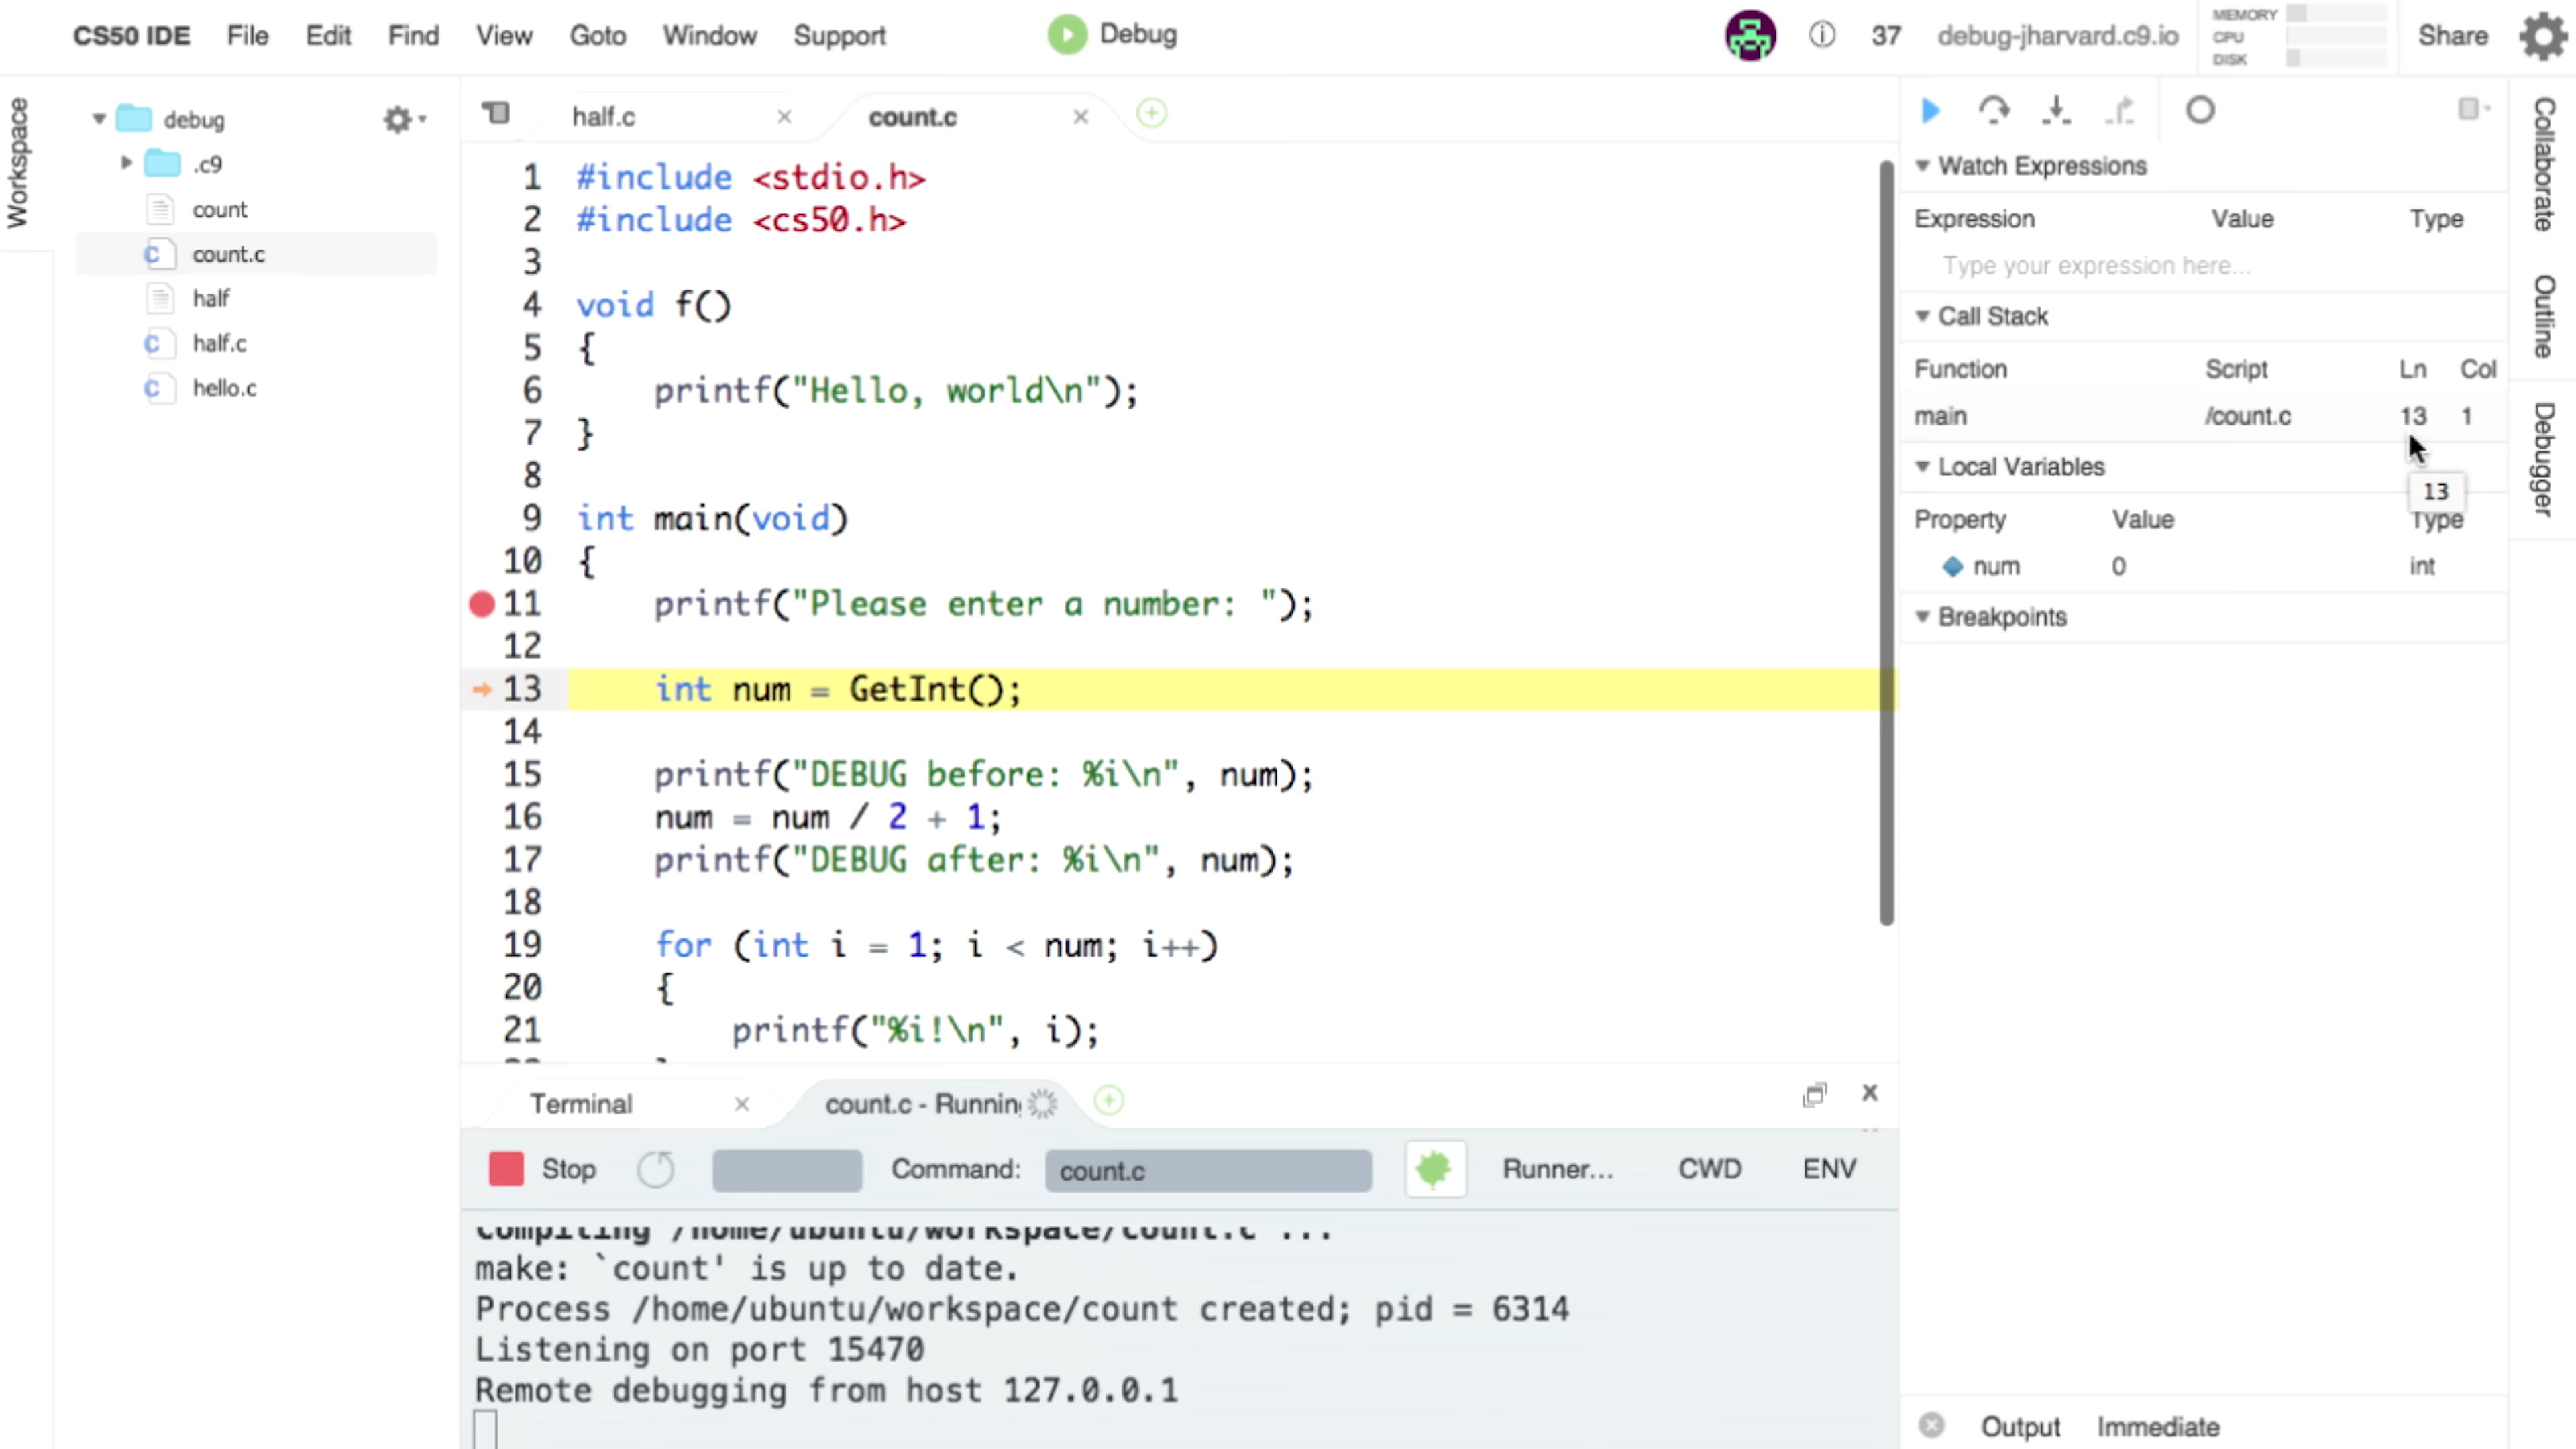 CS50 IDE File Edit Find View Goto Window Support Debug 37 debug-jharvard.c9.io MEMORY CPU DISK Share
Workspace
debug
.c9
count
count.c
half
half.c
hello.c
half.c count.c
1 #include <stdio.h>
2 #include <cs50.h>
3
4 void f()
5 {
6 printf("Hello, world\n");
7 }
8
9 int main(void)
10 {
11 printf("Please enter a number: ");
12
13 int num = GetInt();
14
15 printf("DEBUG before: %i\n", num);
16 num = num / 2 + 1;
17 printf("DEBUG after: %i\n", num);
18
19 for (int i = 1; i < num; i++)
20 {
21 printf("%i!\n", i);
Terminal count.c - Running
Stop Command: count.c Runner... CWD ENV
Compiling /home/ubuntu/workspace/count.c ...
make: `count' is up to date.
Process /home/ubuntu/workspace/count created; pid = 6314
Listening on port 15470
Remote debugging from host 127.0.0.1
Watch Expressions
Expression Value Type
Type your expression here...
Call Stack
Function Script Ln Col
main /count.c 13 1
Local Variables
13
Property Value Type
num 0 int
Breakpoints
Output Immediate
Collaborate
Outline
Debugger